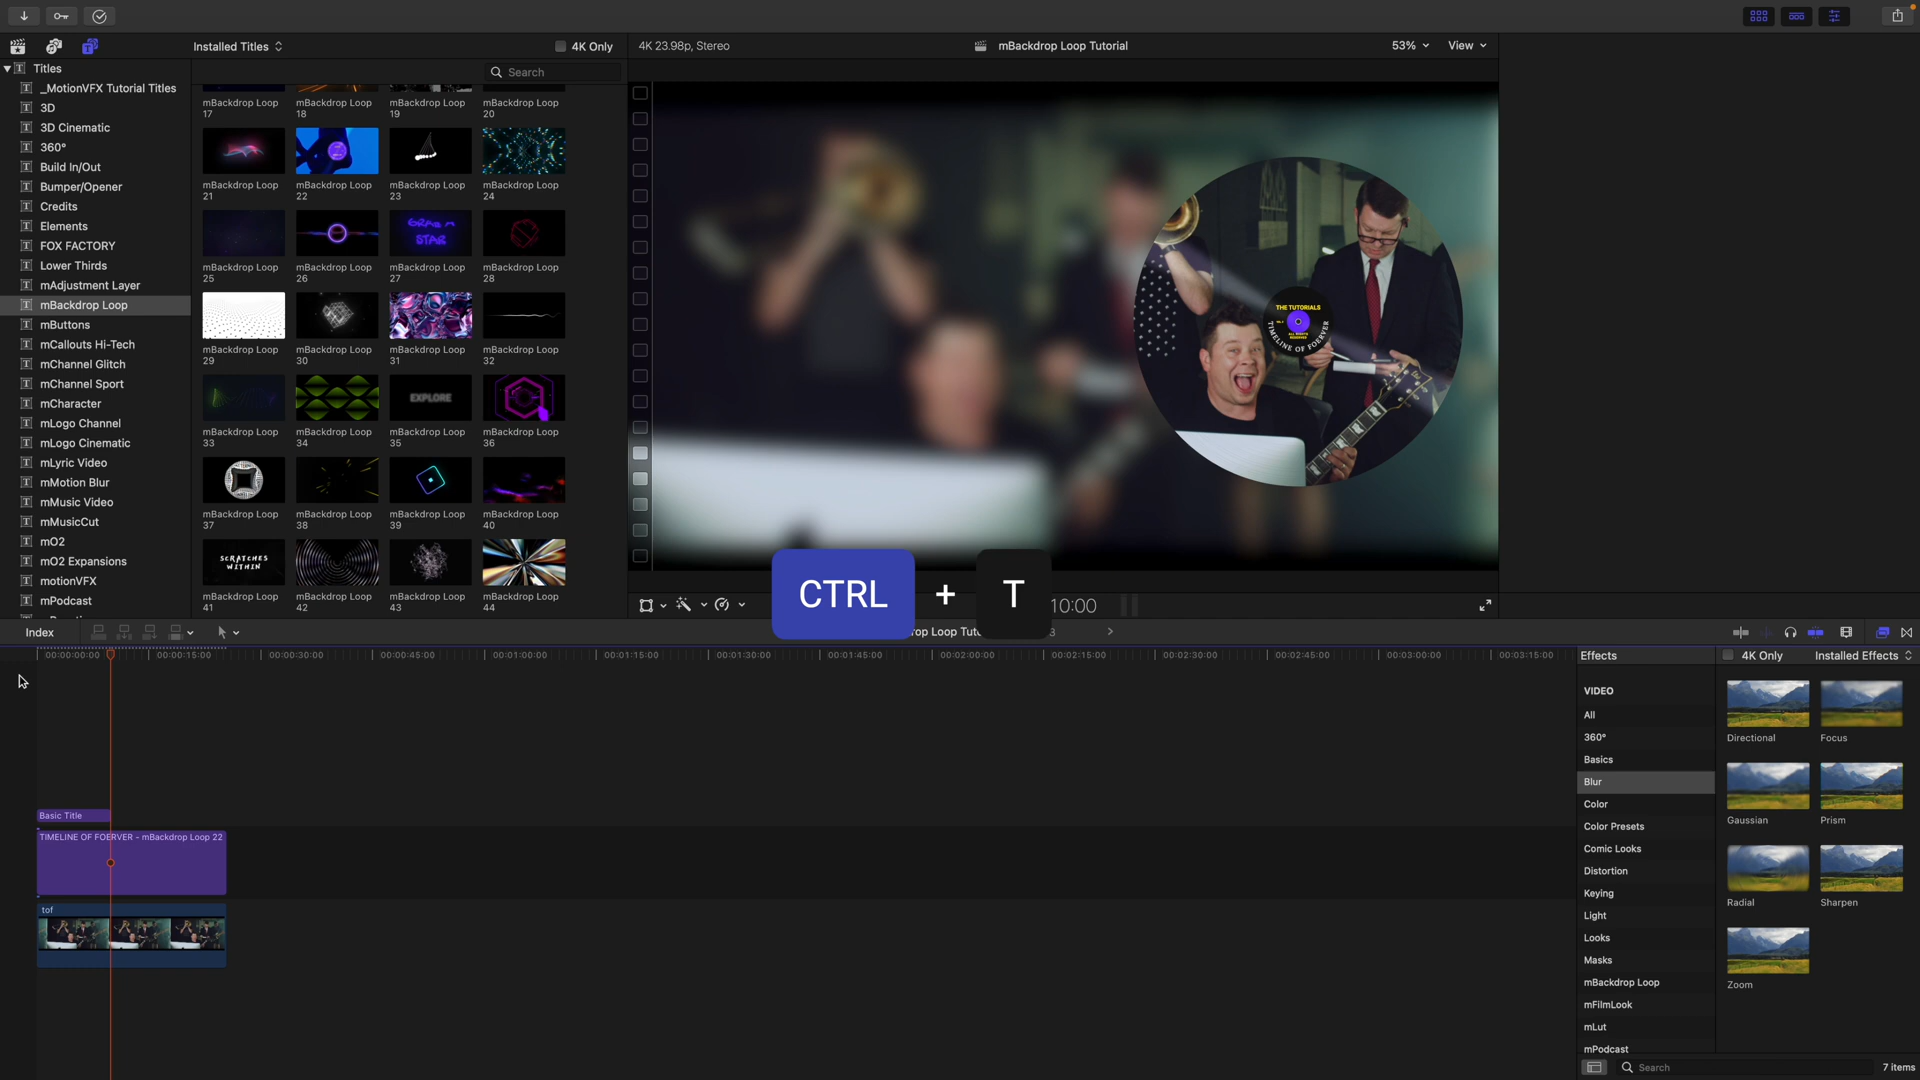 Installed Titles
4K Only
4K 23.98p, Stereo
mBackdrop Loop Tutorial
53%
View
Search
Titles
_MotionVFX Tutorial Titles
3D
3D Cinematic
360°
Build In/Out
Bumper/Opener
Credits
Elements
FOX FACTORY
Lower Thirds
mAdjustment Layer
mBackdrop Loop
mButtons
mCallouts Hi-Tech
mChannel Glitch
mChannel Sport
mCharacter
mLogo Channel
mLogo Cinematic
mLyric Video
mMotion Blur
mMusic Video
mMusicCut
mO2
mO2 Expansions
motionVFX
mPodcast
mBackdrop Loop 17
mBackdrop Loop 18
mBackdrop Loop 19
mBackdrop Loop 20
mBackdrop Loop 21
mBackdrop Loop 22
mBackdrop Loop 23
mBackdrop Loop 24
GRAB A STAR
mBackdrop Loop 25
mBackdrop Loop 26
mBackdrop Loop 27
mBackdrop Loop 28
mBackdrop Loop 29
mBackdrop Loop 30
mBackdrop Loop 31
mBackdrop Loop 32
EXPLORE
mBackdrop Loop 33
mBackdrop Loop 34
mBackdrop Loop 35
mBackdrop Loop 36
mBackdrop Loop 37
mBackdrop Loop 38
mBackdrop Loop 39
mBackdrop Loop 40
SCRATCHES WITHIN
mBackdrop Loop 41
mBackdrop Loop 42
mBackdrop Loop 43
mBackdrop Loop 44
THE TUTORIALS
ALL RIGHTS
RESERVED
TIMELINE OF FOERVER
CTRL + T
10:00
Index
op Loop Tuto
3
00:00:00:00
00:00:15:00
00:00:30:00
00:00:45:00
00:01:00:00
00:01:15:00
00:01:30:00
00:01:45:00
00:02:00:00
00:02:15:00
00:02:30:00
00:02:45:00
00:03:00:00
00:03:15:00
Basic Title
TIMELINE OF FOERVER - mBackdrop Loop 22
tof
Effects
4K Only
Installed Effects
VIDEO
All
360°
Basics
Blur
Color
Color Presets
Comic Looks
Distortion
Keying
Light
Looks
Masks
mBackdrop Loop
mFilmLook
mLut
mPodcast
Directional
Focus
Gaussian
Prism
Radial
Sharpen
Zoom
Search
7 items